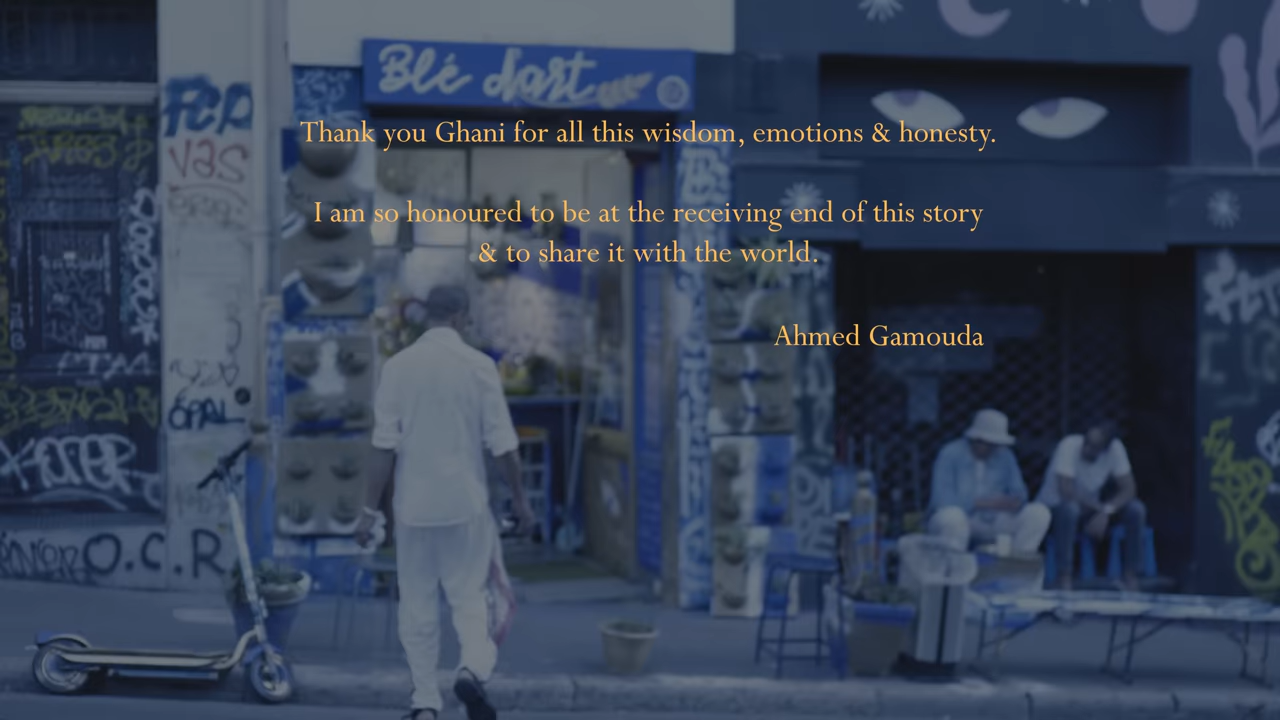 Blé d'art
Thank you Ghani for all this wisdom, emotions & honesty.
I am so honoured to be at the receiving end of this story
& to share it with the world.
Ahmed Gamouda
VAS
OPAL
O.C.R